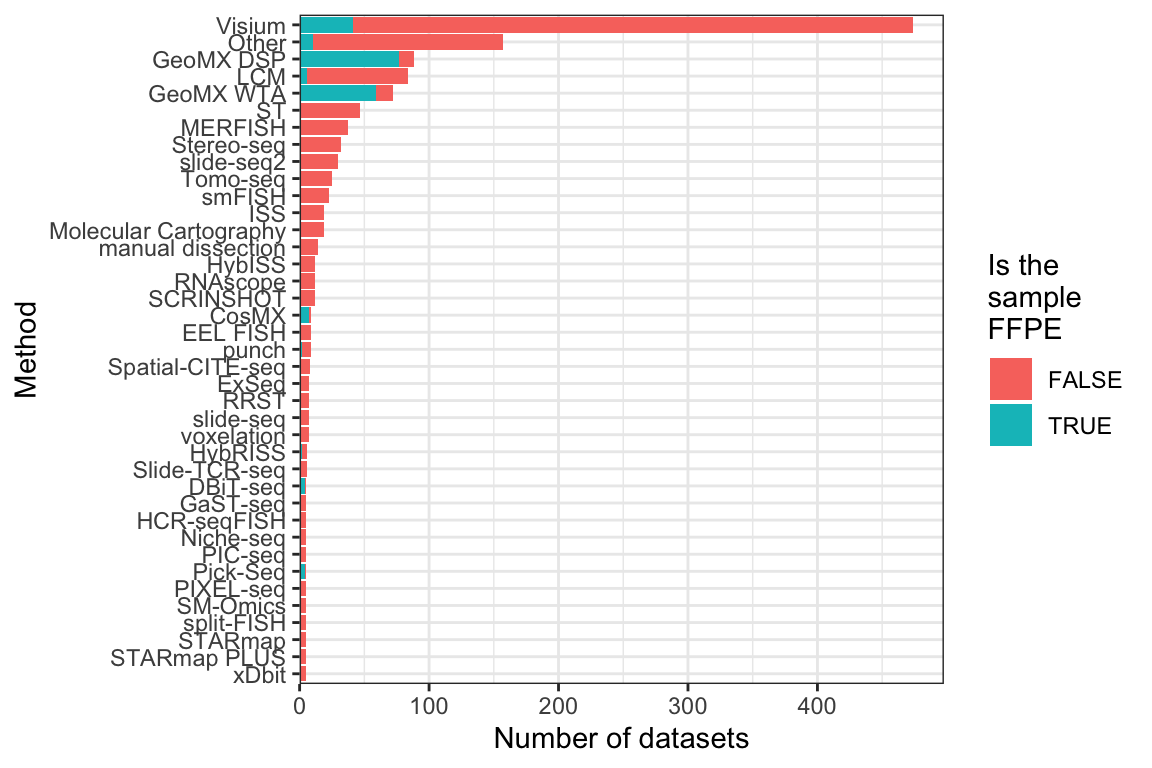 Visium
Other
GeoMX DSP
LCM
GeoMX WTA
ST
MERFISH
Stereo-seq
slide-seq2
Tomo-seq
smFISH
ISS
Molecular Cartography
manual dissection
HybISS
RNAscope
SCRINSHOT
CosMX
EEL FISH
punch
Spatial-CITE-seq
ExSeq
RRST
slide-seq
voxelation
HybRISS
Slide-TCR-seq
DBiT-seq
GaST-seq
HCR-seqFISH
Niche-seq
PIC-seq
Pick-Seq
PIXEL-seq
SM-Omics
split-FISH
STARmap
STARmap PLUS
xDbit
Method
0 100 200 300 400
Number of datasets
Is the
sample
FFPE
FALSE
TRUE